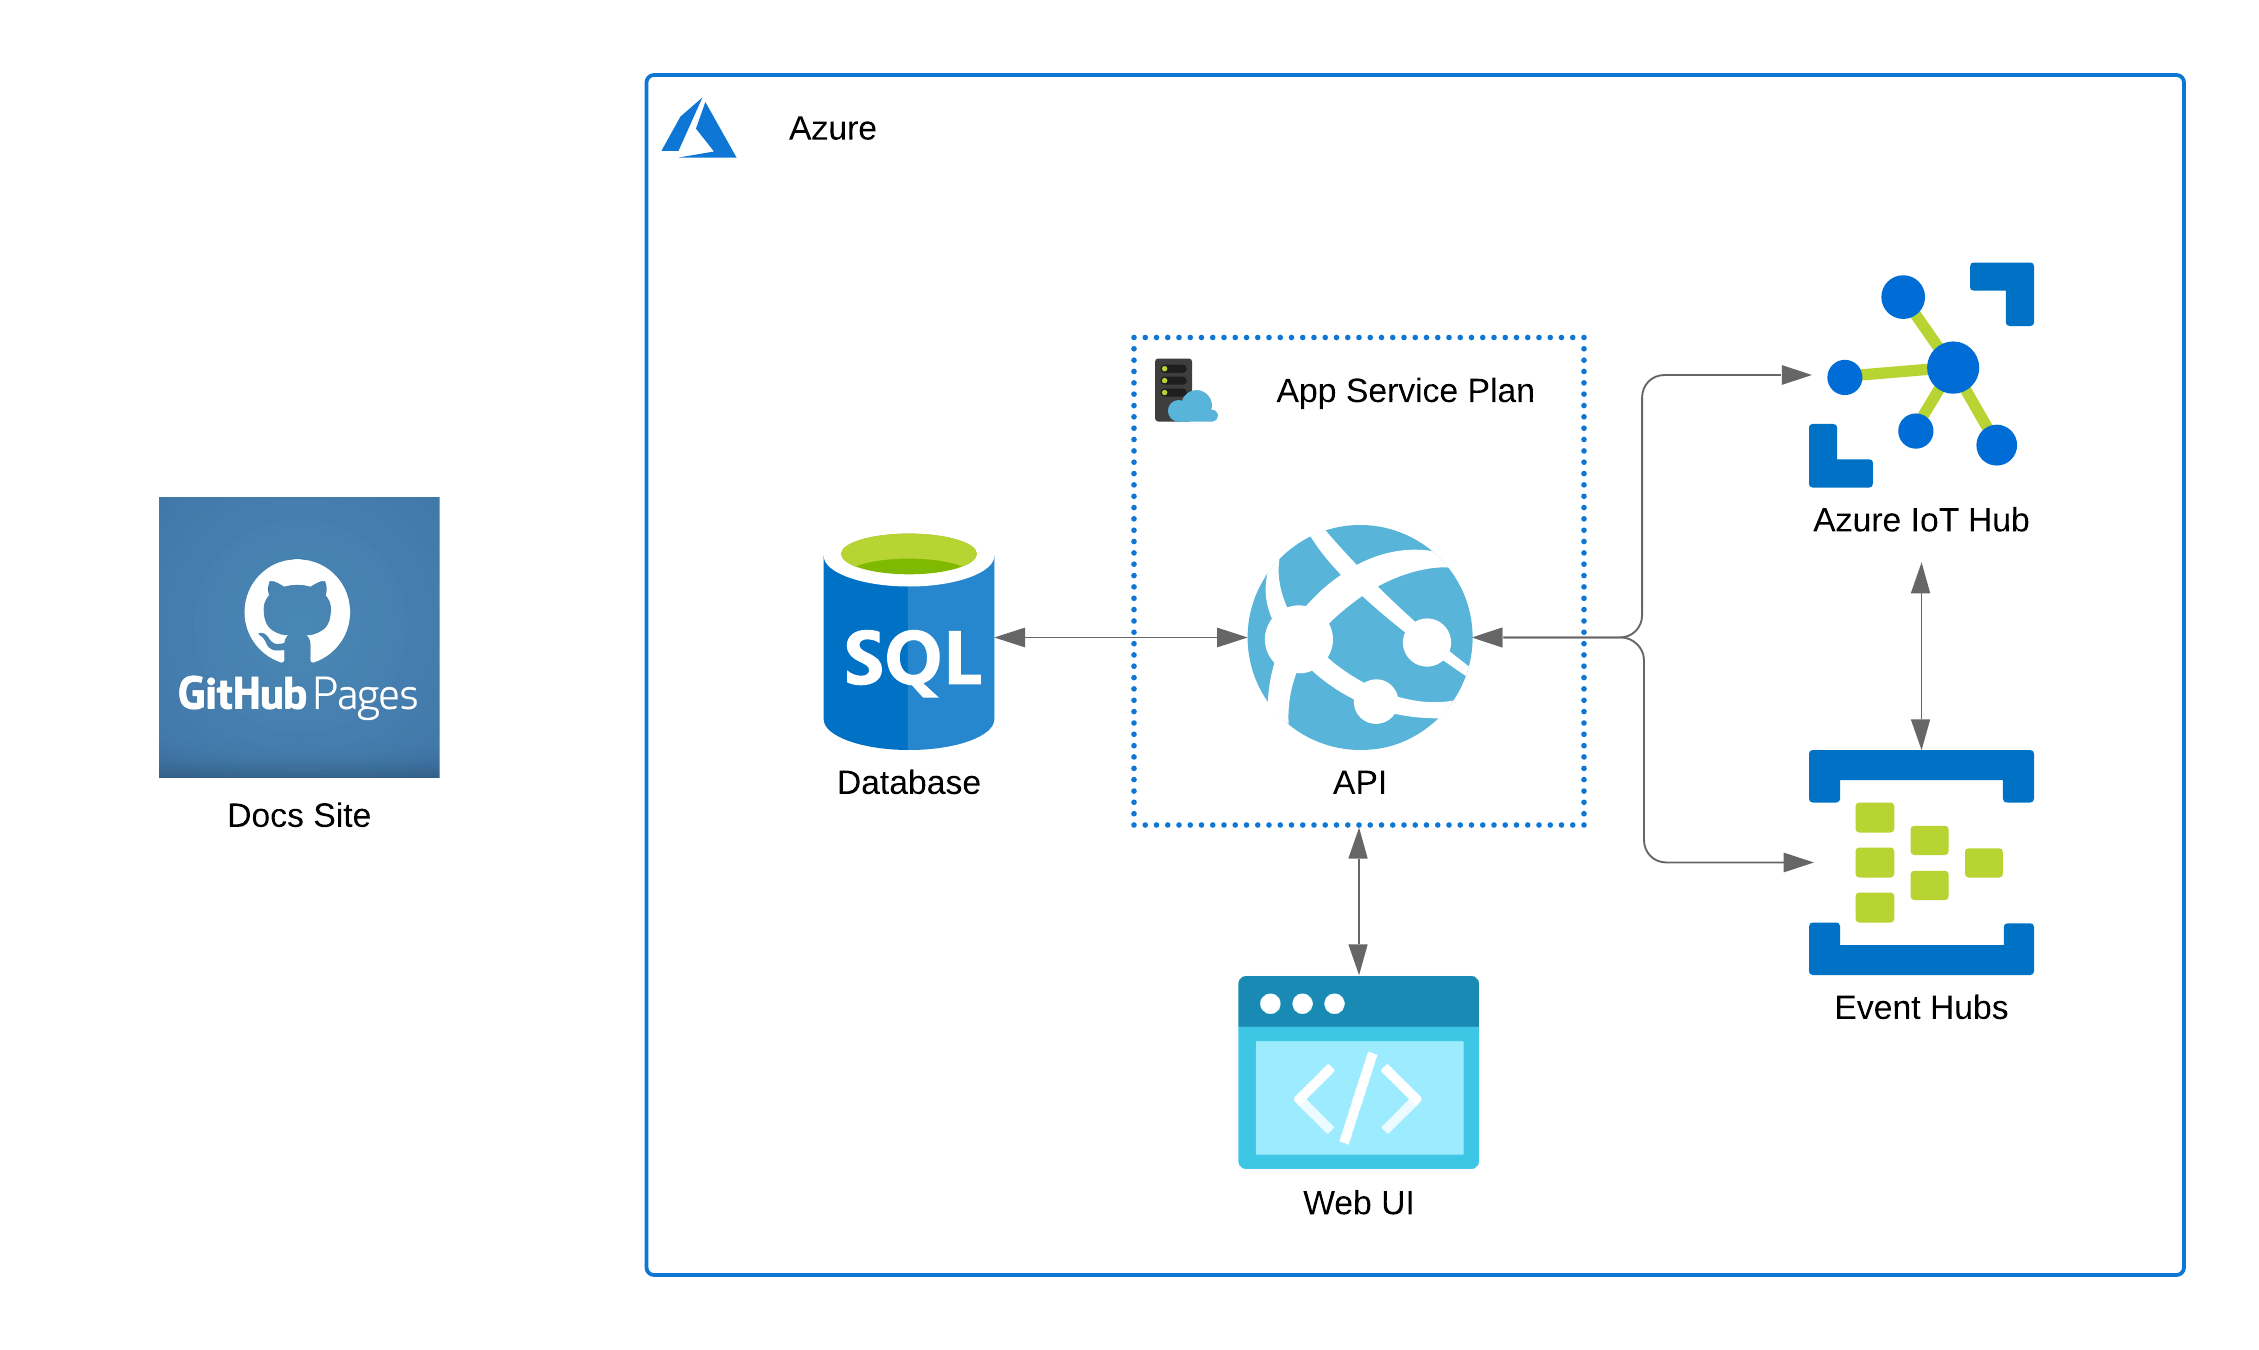 Azure
App Service Plan
Azure IoT Hub
SQL
GitHub Pages
Database
API
Docs Site
Event Hubs
Web UI